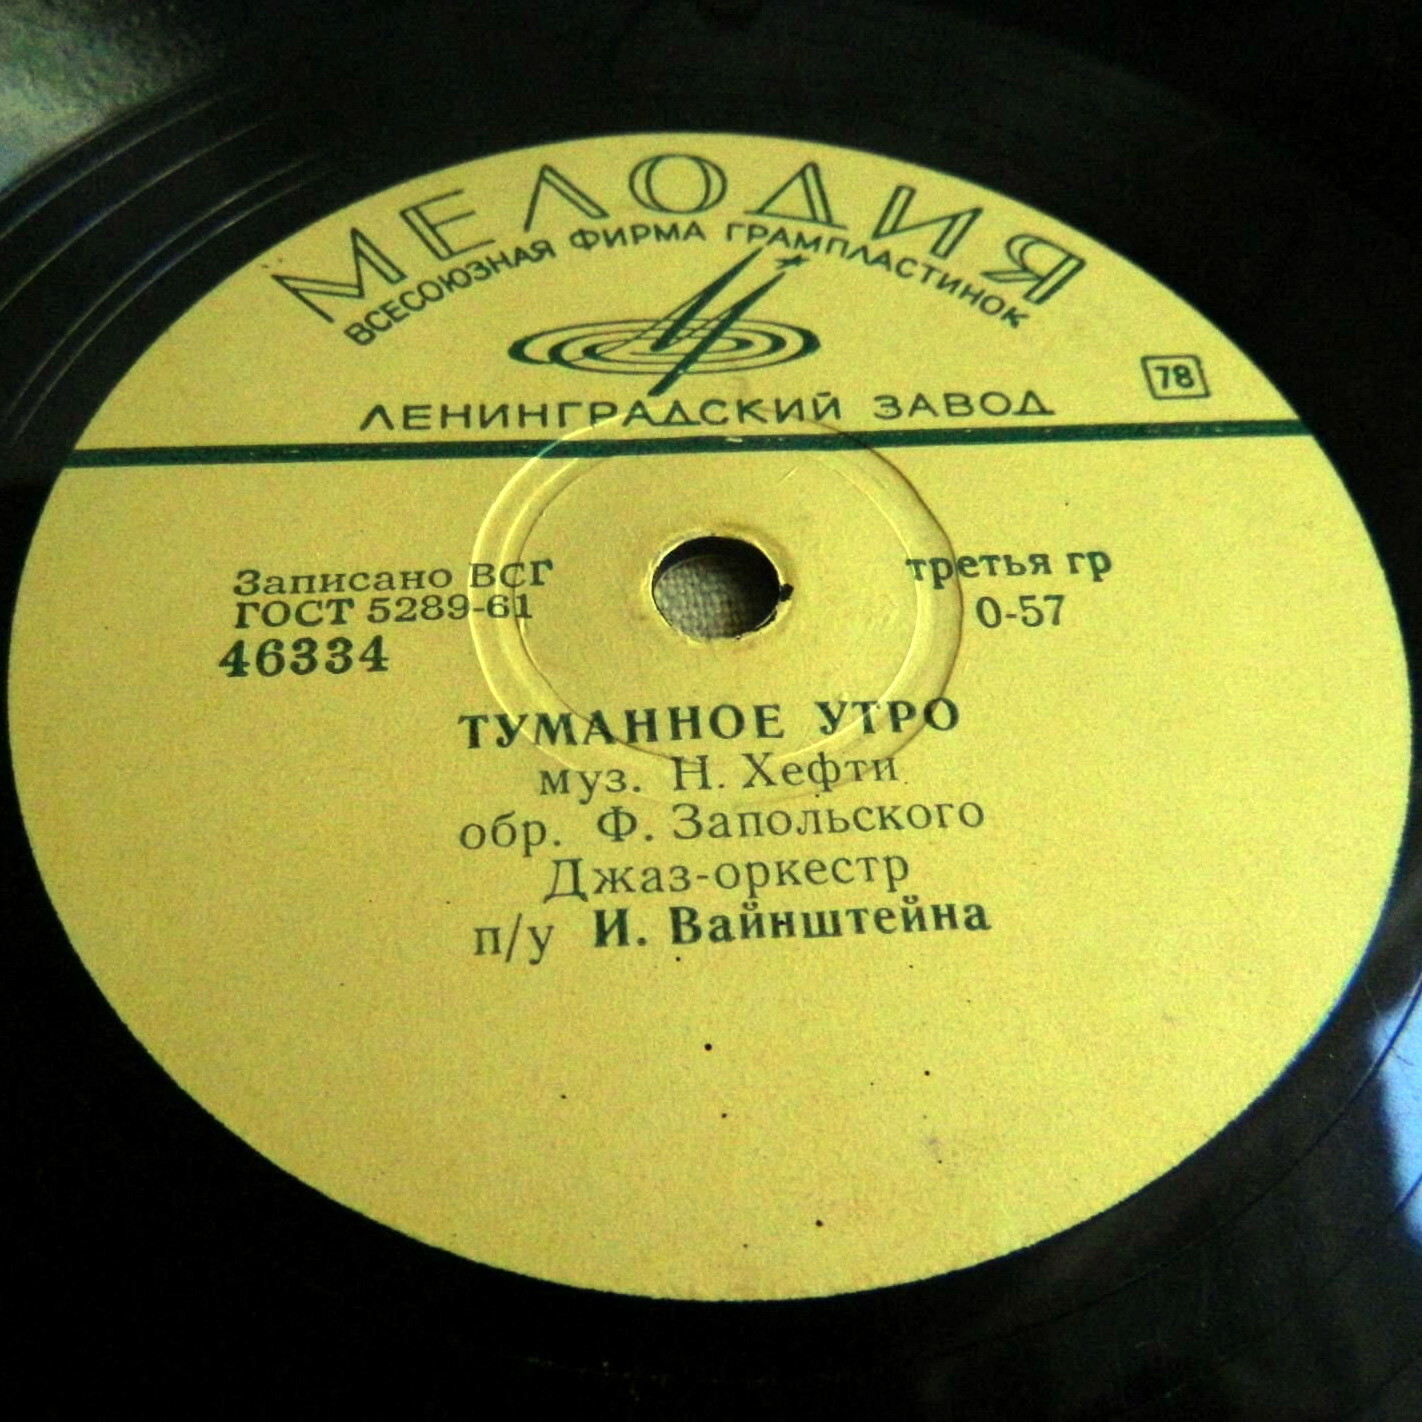 МЕЛОДИЯ
ВСЕСОЮЗНАЯ ФИРМА ГРАМПЛАСТИНОК
ЛЕНИНГРАДСКИЙ ЗАВОД
78
Записано ВСГ
ГОСТ 5289-61
46334
третья гр
0-57
ТУМАННОЕ УТРО
муз. Н. Хефти
обр. Ф. Запольского
Джаз-оркестр
п/у И. Вайнштейна